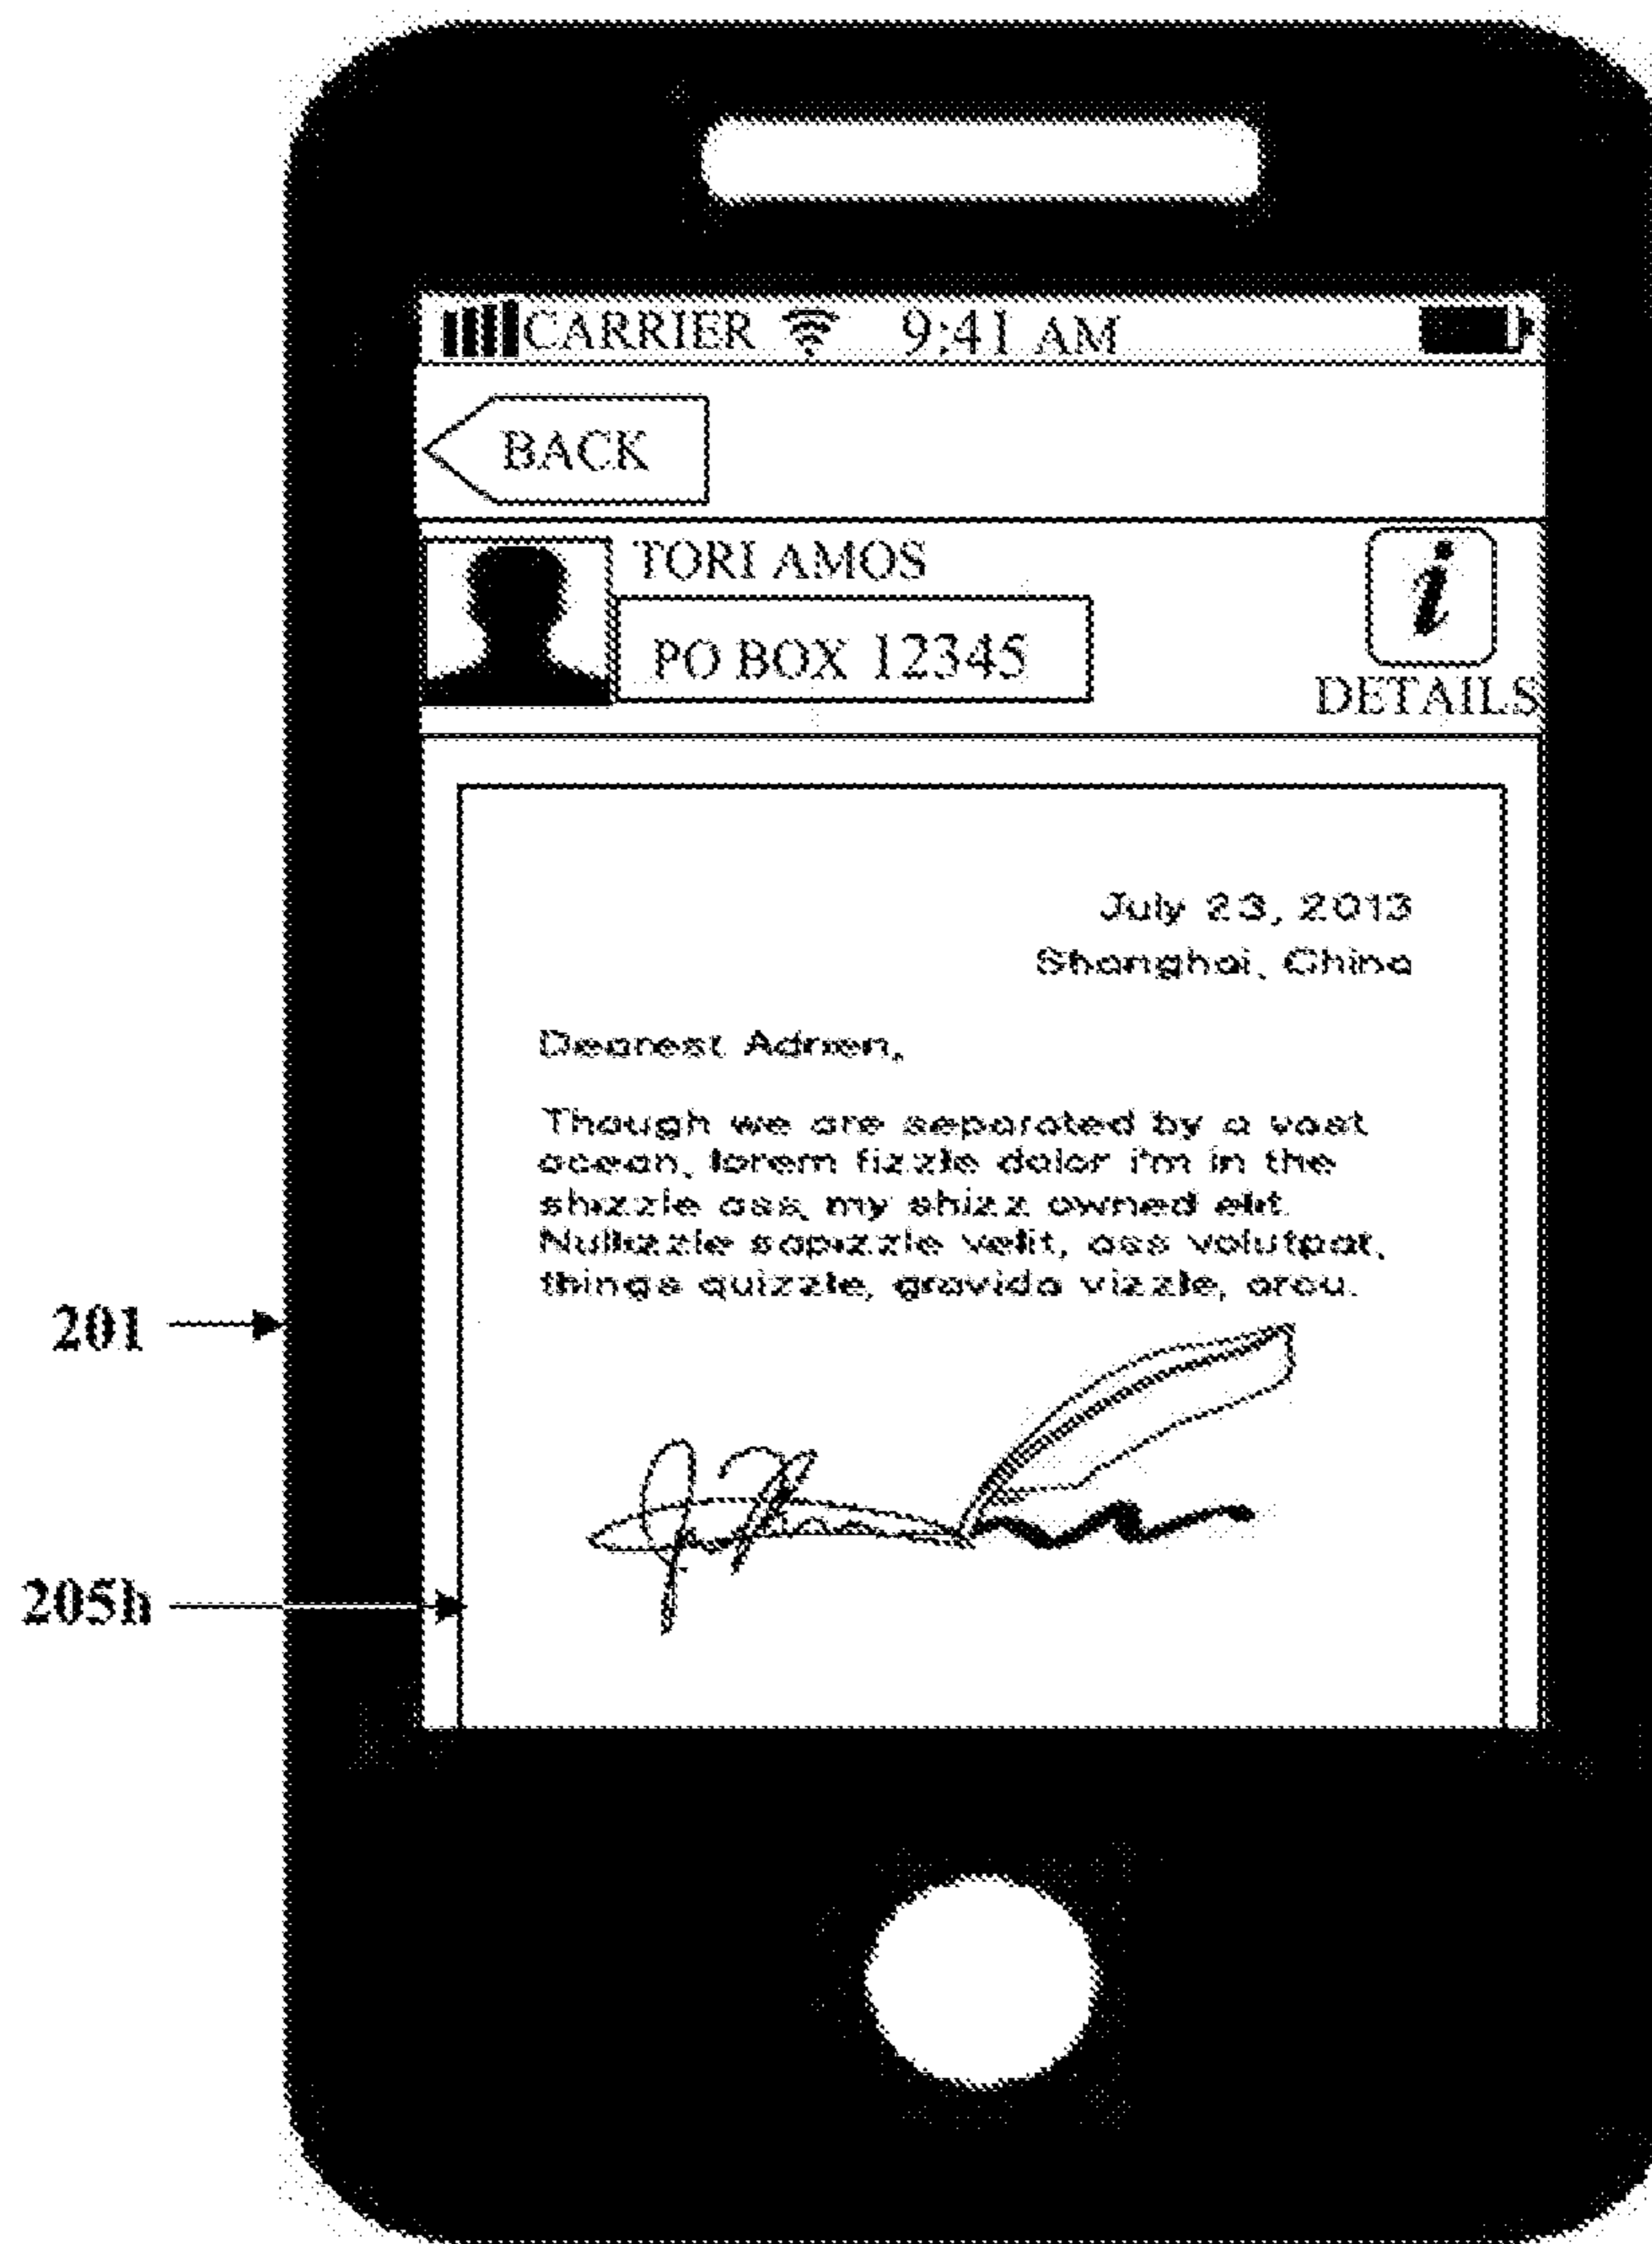 CARRIER 9:41 AM
BACK
TORI AMOS
PO BOX 12345
i
DETAILS
July 23, 2013
Shanghai, China
Dearest Adrien,
Though we are separated by a vast
ocean, lorem fizzle dolor i'm in the
shizzle ass, my shizz owned elit.
Nullizzle sapizzle velit, ass volutpat,
things quizzle, gravida vizzle, arcu.
201
205h